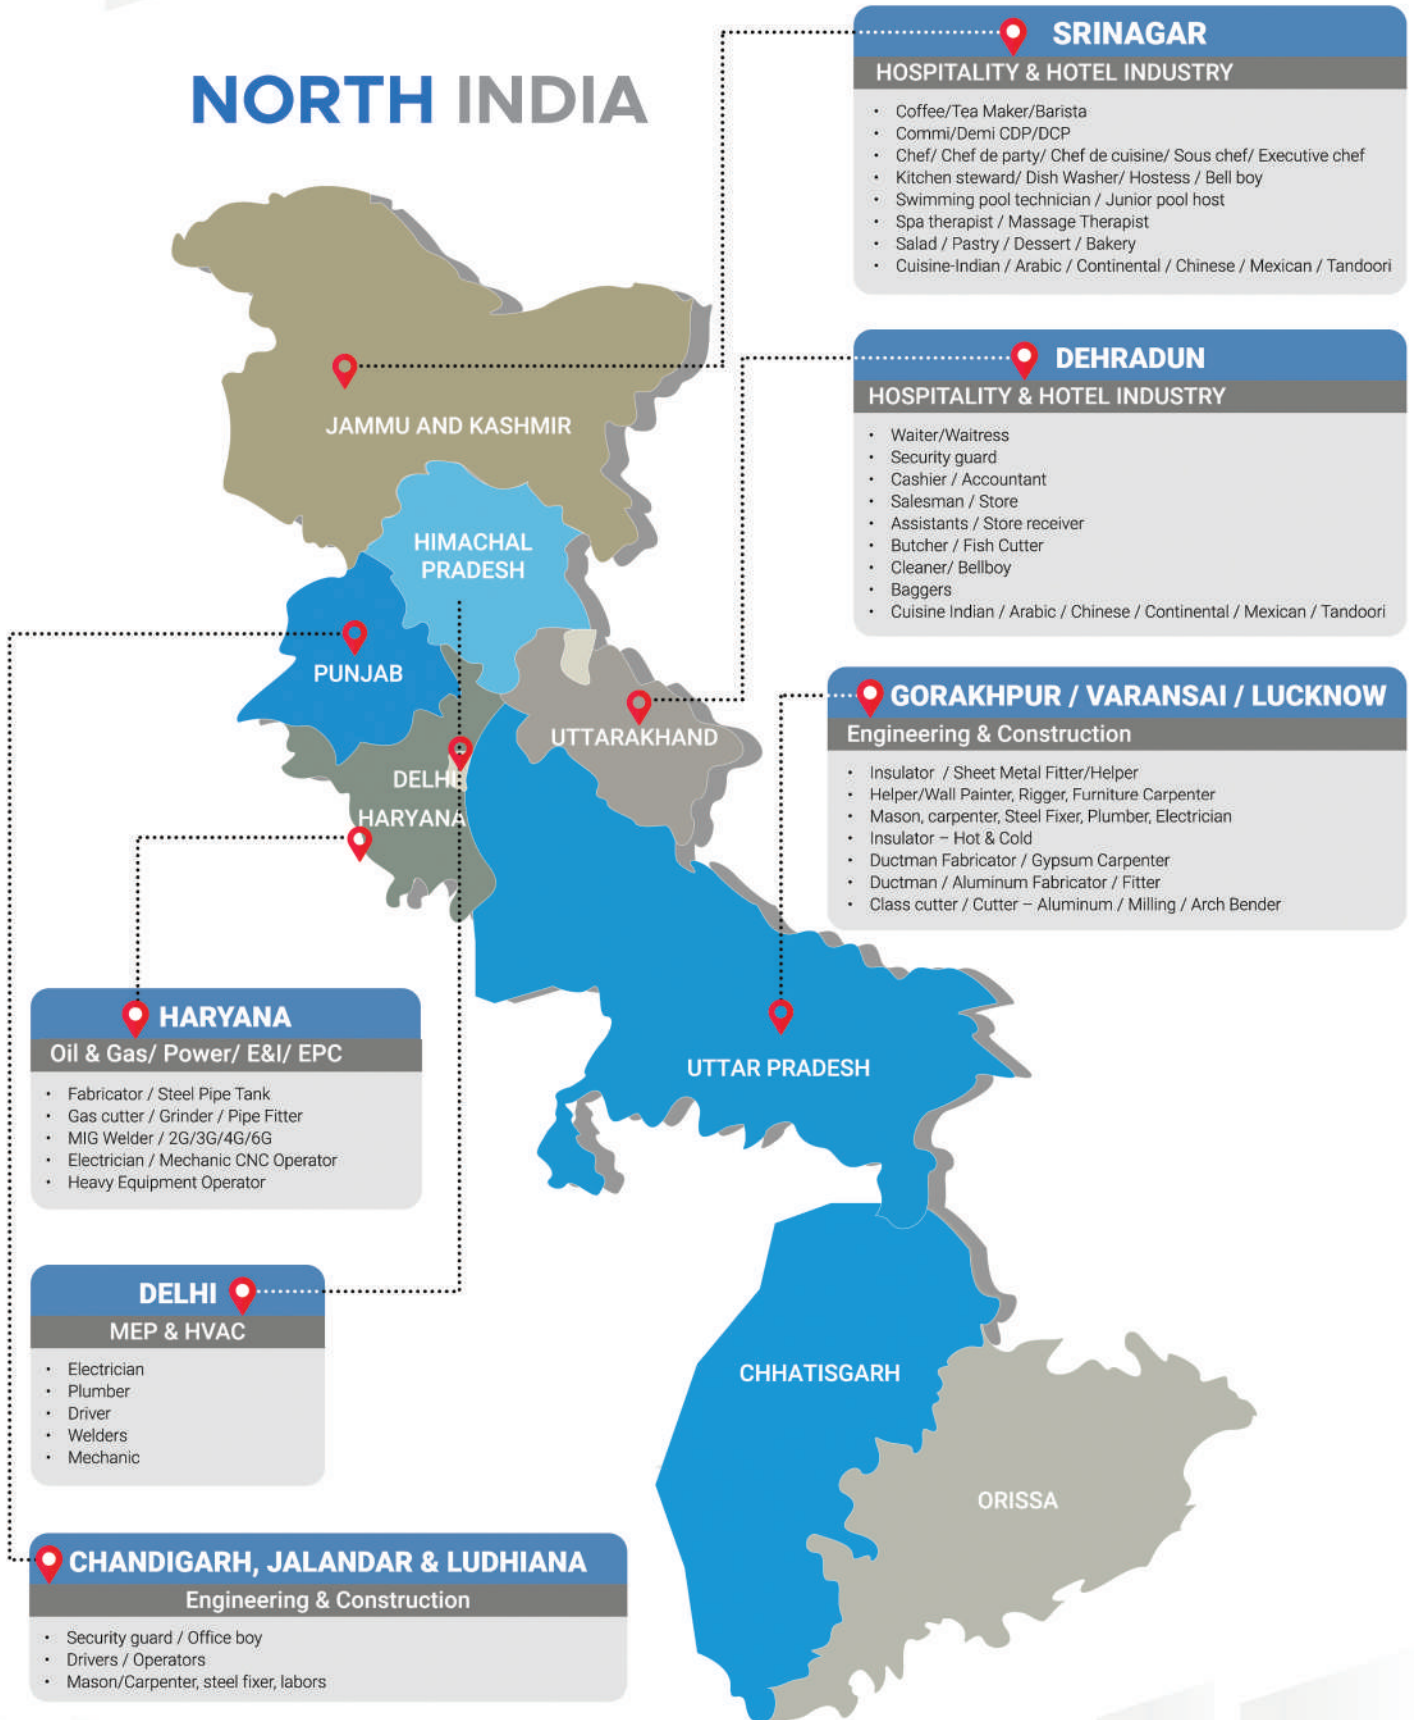 NORTH INDIA
SRINAGAR
HOSPITALITY & HOTEL INDUSTRY
• Coffee/Tea Maker/Barista
• Commi/Demi CDP/DCP
• Chef/ Chef de party/ Chef de cuisine/ Sous chef/ Executive chef
• Kitchen steward/ Dish Washer/ Hostess / Bell boy
• Swimming pool technician / Junior pool host
• Spa therapist / Massage Therapist
• Salad / Pastry / Dessert / Bakery
• Cuisine-Indian / Arabic / Continental / Chinese / Mexican / Tandoori
DEHRADUN
HOSPITALITY & HOTEL INDUSTRY
• Waiter/Waitress
• Security guard
• Cashier / Accountant
• Salesman / Store
• Assistants / Store receiver
• Butcher / Fish Cutter
• Cleaner/ Bellboy
• Baggers
• Cuisine Indian / Arabic / Chinese / Continental / Mexican / Tandoori
GORAKHPUR / VARANSAI / LUCKNOW
Engineering & Construction
• Insulator / Sheet Metal Fitter/Helper
• Helper/Wall Painter, Rigger, Furniture Carpenter
• Mason, carpenter, Steel Fixer, Plumber, Electrician
• Insulator – Hot & Cold
• Ductman Fabricator / Gypsum Carpenter
• Ductman / Aluminum Fabricator / Fitter
• Class cutter / Cutter – Aluminum / Milling / Arch Bender
JAMMU AND KASHMIR
HIMACHAL
PRADESH
PUNJAB
UTTARAKHAND
DELHI
HARYANA
UTTAR PRADESH
CHHATISGARH
ORISSA
HARYANA
Oil & Gas/ Power/ E&I/ EPC
• Fabricator / Steel Pipe Tank
• Gas cutter / Grinder / Pipe Fitter
• MIG Welder / 2G/3G/4G/6G
• Electrician / Mechanic CNC Operator
• Heavy Equipment Operator
DELHI
MEP & HVAC
• Electrician
• Plumber
• Driver
• Welders
• Mechanic
CHANDIGARH, JALANDAR & LUDHIANA
Engineering & Construction
• Security guard / Office boy
• Drivers / Operators
• Mason/Carpenter, steel fixer, labors